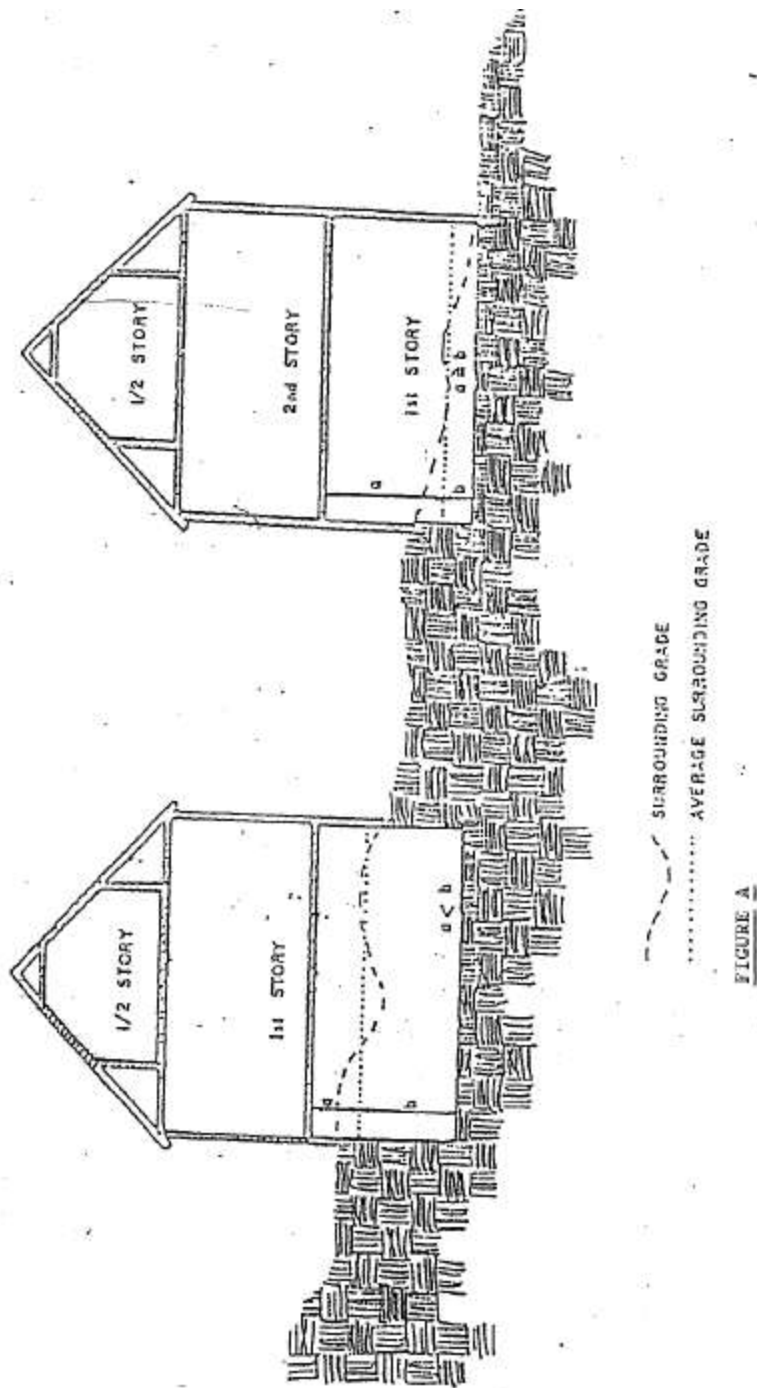 1/2 STORY
1st STORY
a
b
a < b
1/2 STORY
2nd STORY
1st STORY
a
b
a ≥ b
SURROUNDING GRADE
AVERAGE SURROUNDING GRADE
FIGURE A